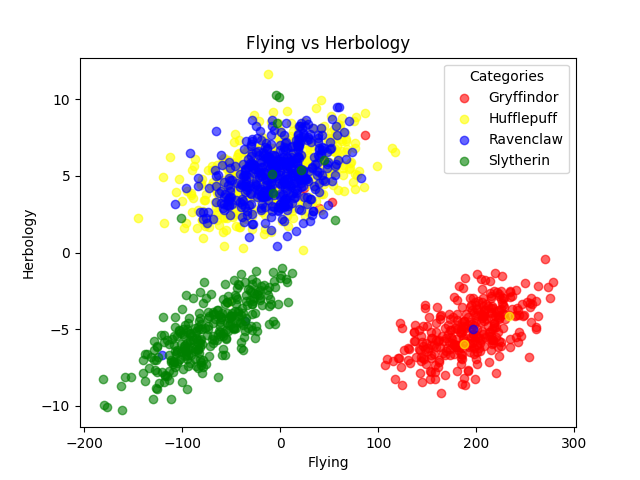 Flying vs Herbology
Categories
Gryffindor
Hufflepuff
Ravenclaw
Slytherin
Herbology
10
5
0
−5
−10
−200
−100
0
100
200
300
Flying